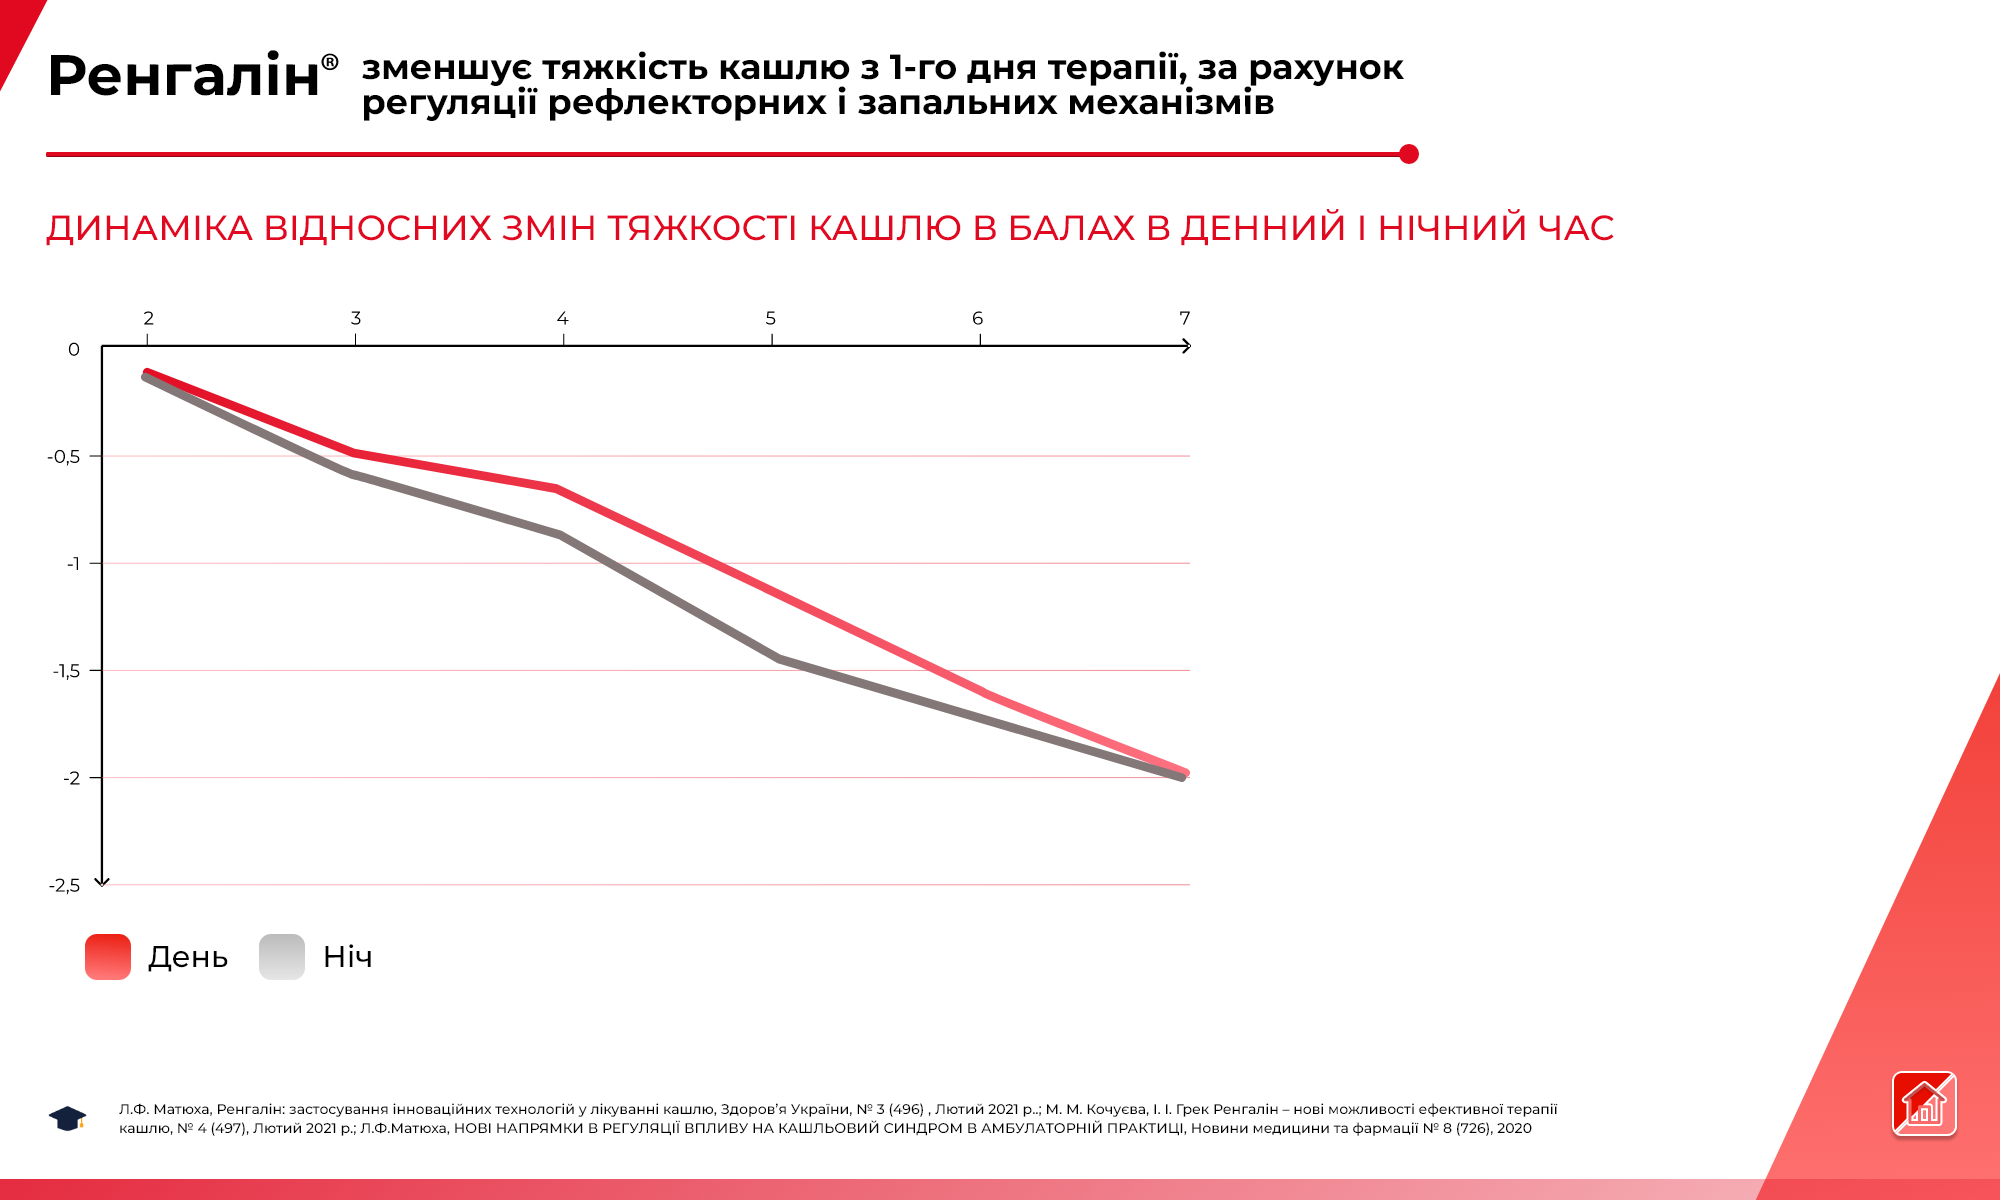 Ренгалін®
зменшує тяжкість кашлю з 1-го дня терапії, за рахунок
регуляції рефлекторних і запальних механізмів
ДИНАМІКА ВІДНОСНИХ ЗМІН ТЯЖКОСТІ КАШЛЮ В БАЛАХ В ДЕННИЙ І НІЧНИЙ ЧАС
2 3 4 5 6 7
0
-0,5
-1
-1,5
-2
-2,5
День Ніч
Л.Ф. Матюха, Ренгалін: застосування інноваційних технологій у лікуванні кашлю, Здоров’я України, № 3 (496) , Лютий 2021 р..; М. М. Кочуєва, І. І. Грек Ренгалін – нові можливості ефективної терапії
кашлю, № 4 (497), Лютий 2021 р.; Л.Ф.Матюха, НОВІ НАПРЯМКИ В РЕГУЛЯЦІЇ ВПЛИВУ НА КАШЛЬОВИЙ СИНДРОМ В АМБУЛАТОРНІЙ ПРАКТИЦІ, Новини медицини та фармації № 8 (726), 2020